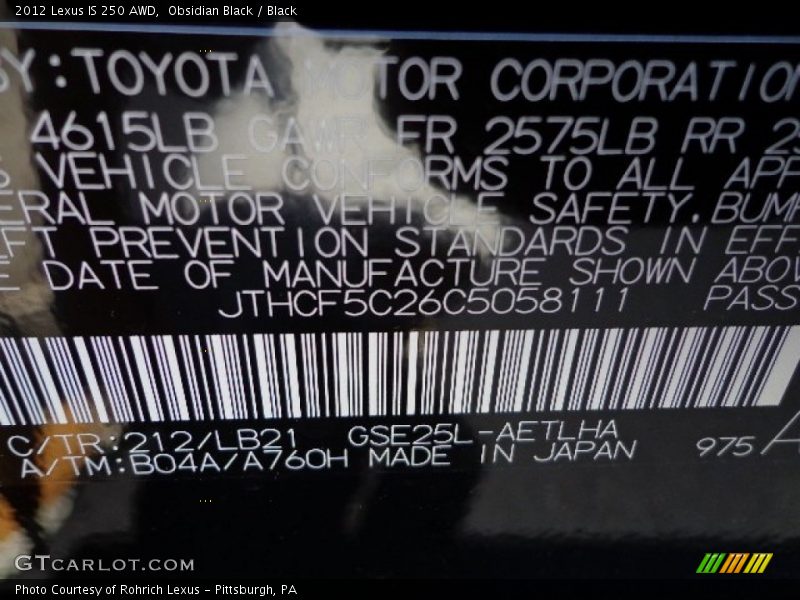 2012 Lexus IS 250 AWD, Obsidian Black / Black
BY:TOYOTA MOTOR CORPORATION
4615LB GAWR FR 2575LB RR
VEHICLE CONFORMS TO ALL APP
ERAL MOTOR VEHICLE SAFETY.BUMP
FT PREVENTION STANDARDS IN EFF
E DATE OF MANUFACTURE SHOWN ABOV
JTHCF5C26C5058111 PASS
C/TR:212/LB21 GSE25L-AETLHA
A/TM:B04A/A760H MADE IN JAPAN 975
GTCARLOT.COM
Photo Courtesy of Rohrich Lexus - Pittsburgh, PA